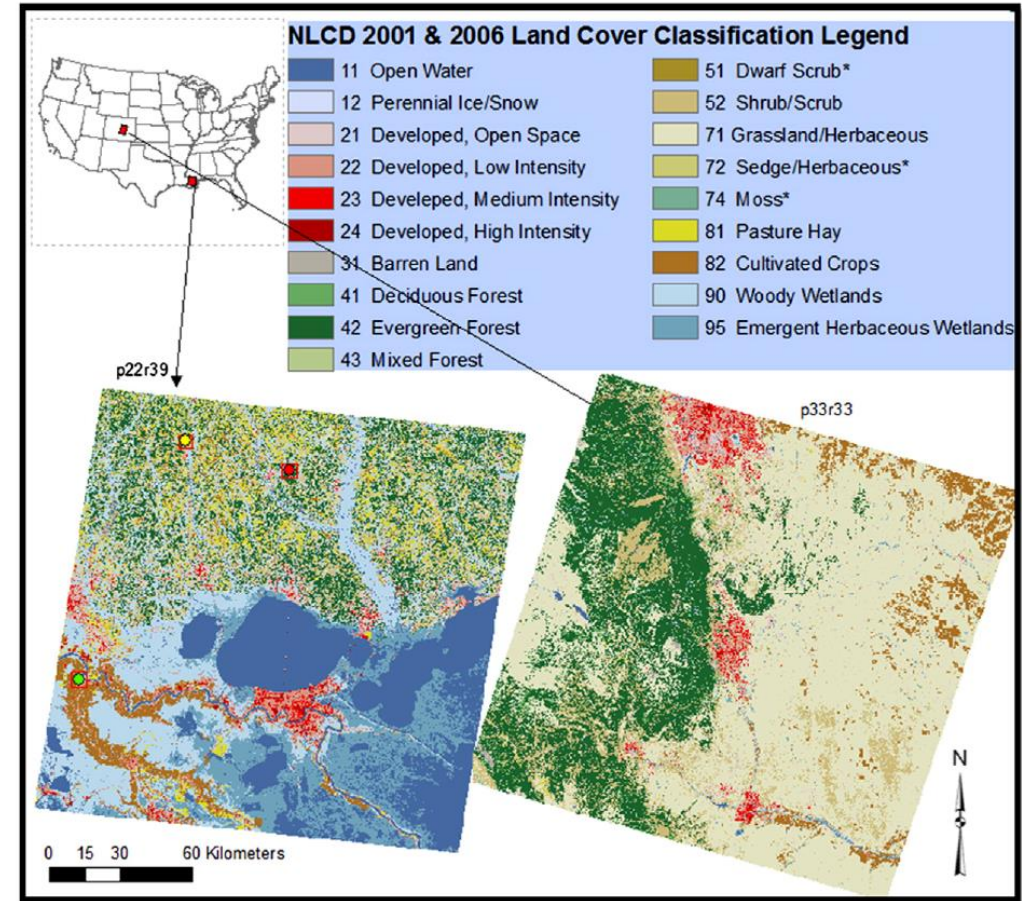 NLCD 2001 & 2006 Land Cover Classification Legend
11 Open Water
12 Perennial Ice/Snow
21 Developed, Open Space
22 Developed, Low Intensity
23 Develeped, Medium Intensity
24 Developed, High Intensity
31 Barren Land
41 Deciduous Forest
42 Evergreen Forest
43 Mixed Forest
51 Dwarf Scrub*
52 Shrub/Scrub
71 Grassland/Herbaceous
72 Sedge/Herbaceous*
74 Moss*
81 Pasture Hay
82 Cultivated Crops
90 Woody Wetlands
95 Emergent Herbaceous Wetlands
p22r39
p33r33
N
0 15 30 60 Kilometers